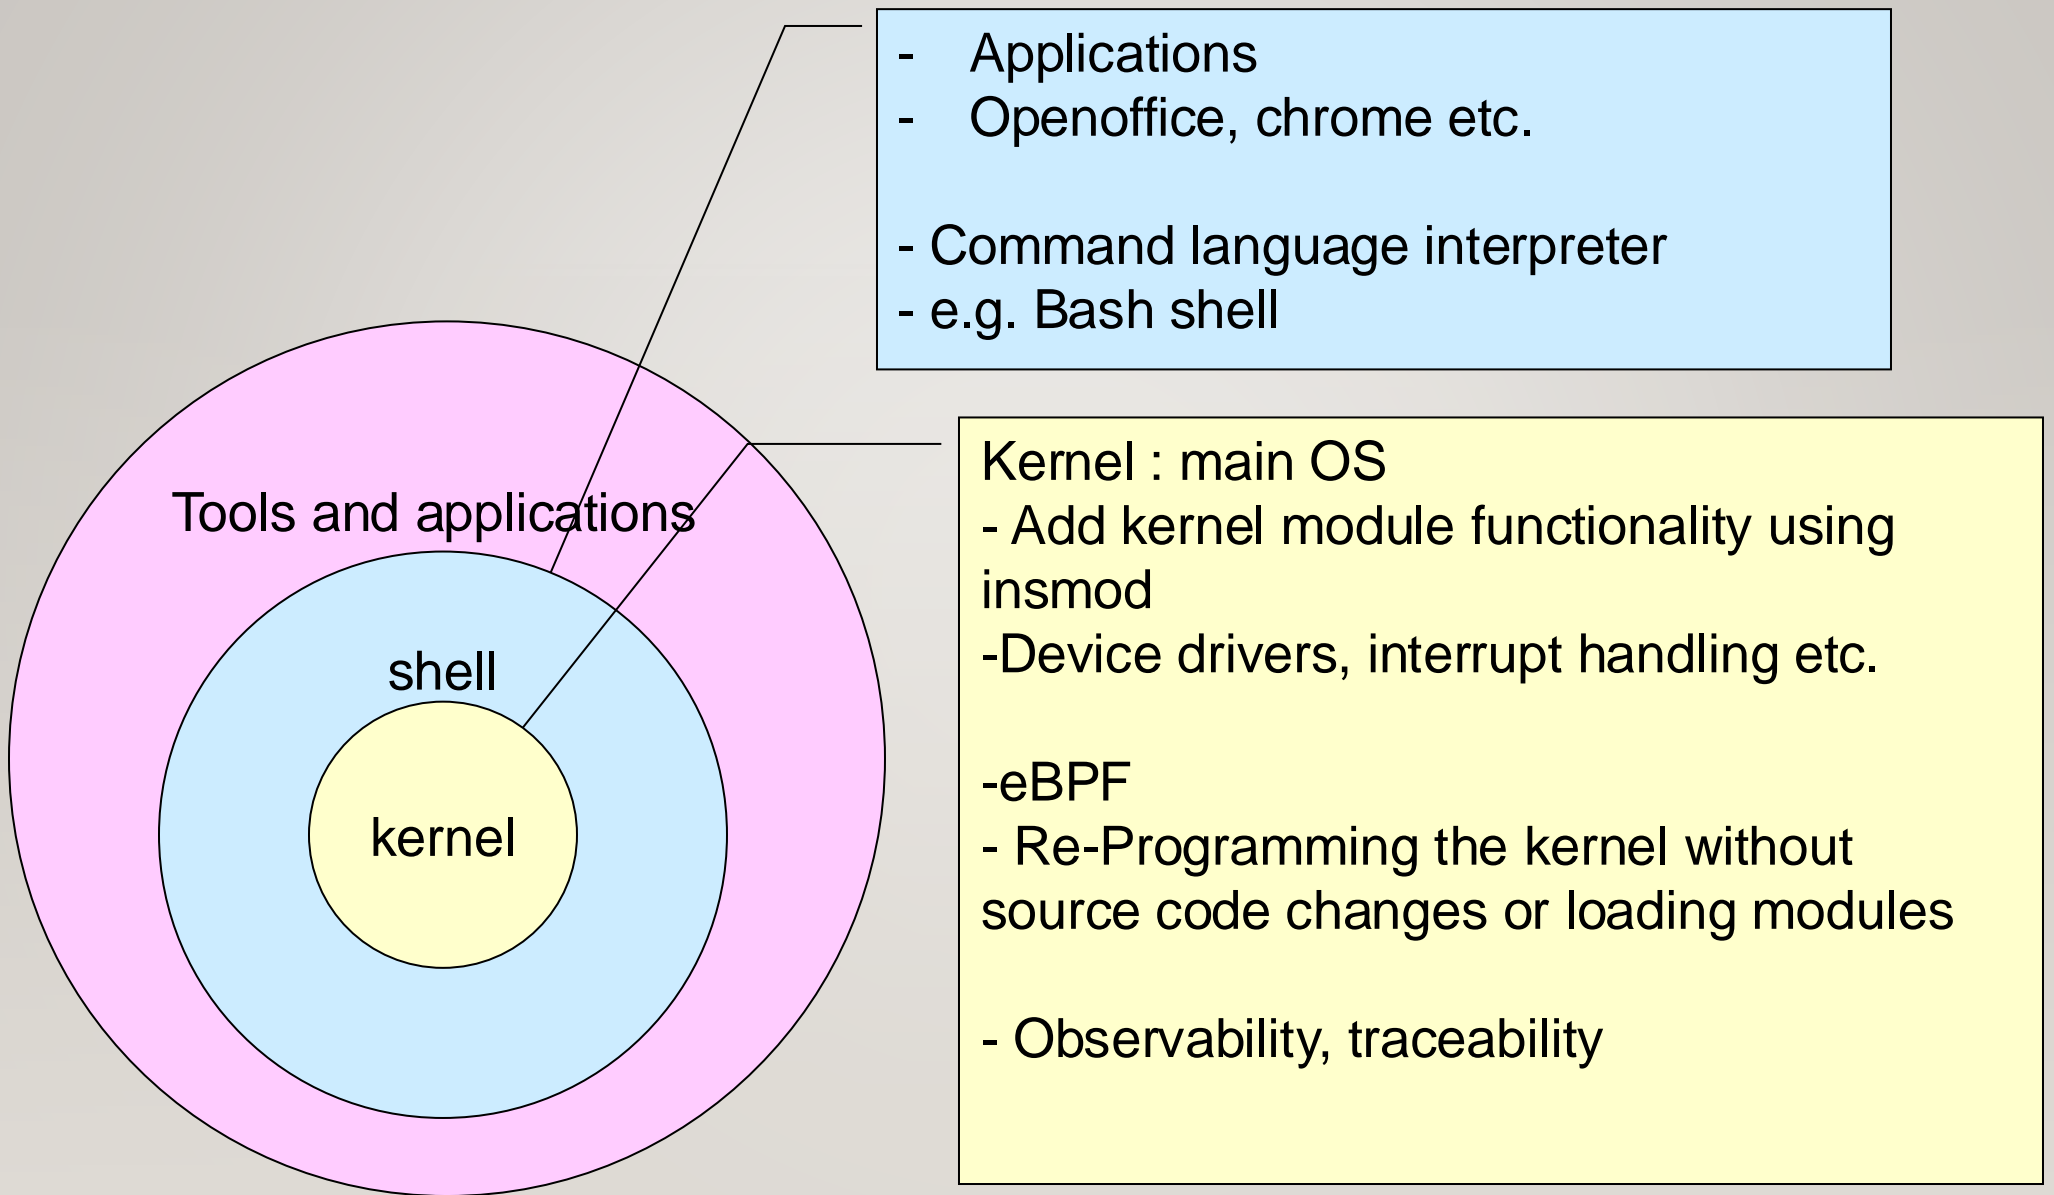 - Applications
- Openoffice, chrome etc.
- Command language interpreter
- e.g. Bash shell
Tools and applications
shell
kernel
Kernel : main OS
- Add kernel module functionality using
insmod
-Device drivers, interrupt handling etc.
-eBPF
- Re-Programming the kernel without
source code changes or loading modules
- Observability, traceability